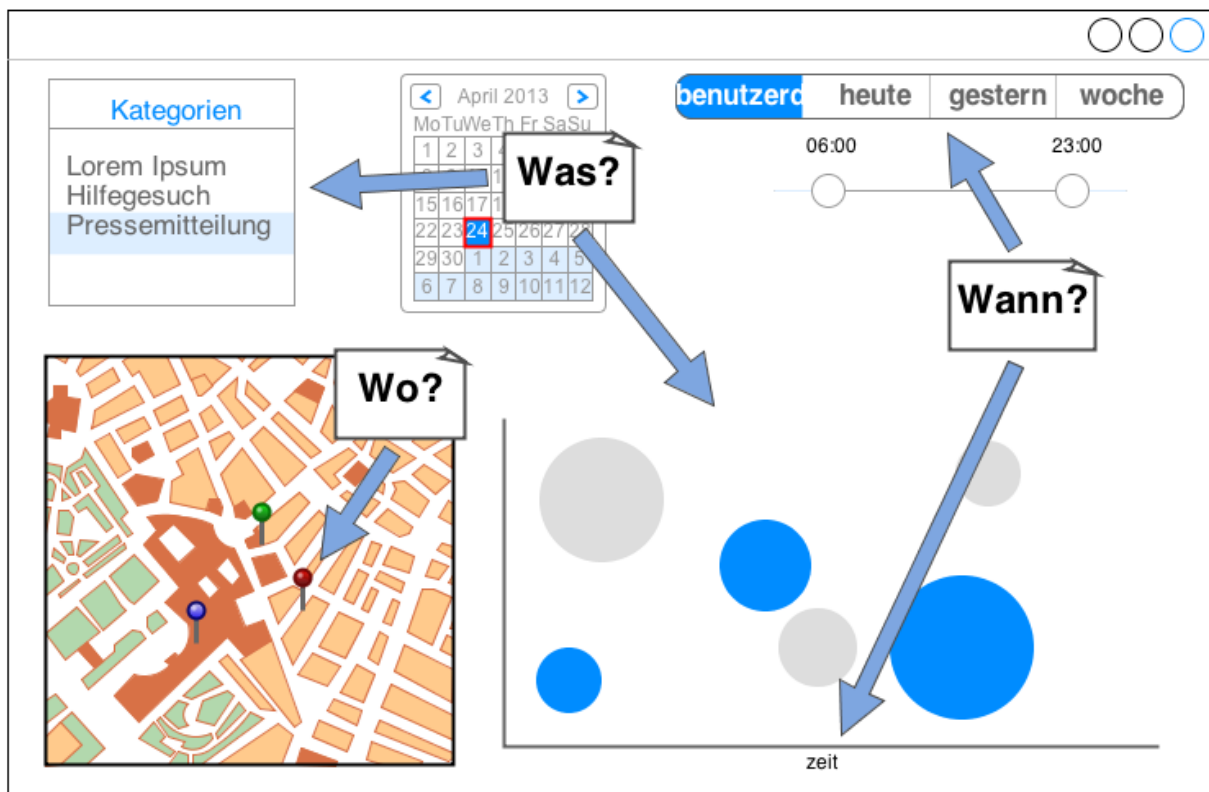 Kategorien
Lorem Ipsum
Hilfegesuch
Pressemitteilung
April 2013
Mo Tu We Th Fr Sa Su
1 2 3
15 16 17
22 23 24 25 26 27
29 30 1 2 3 4 5
6 7 8 9 10 11 12
Was?
benutzerd heute gestern woche
06:00 23:00
Wann?
Wo?
zeit